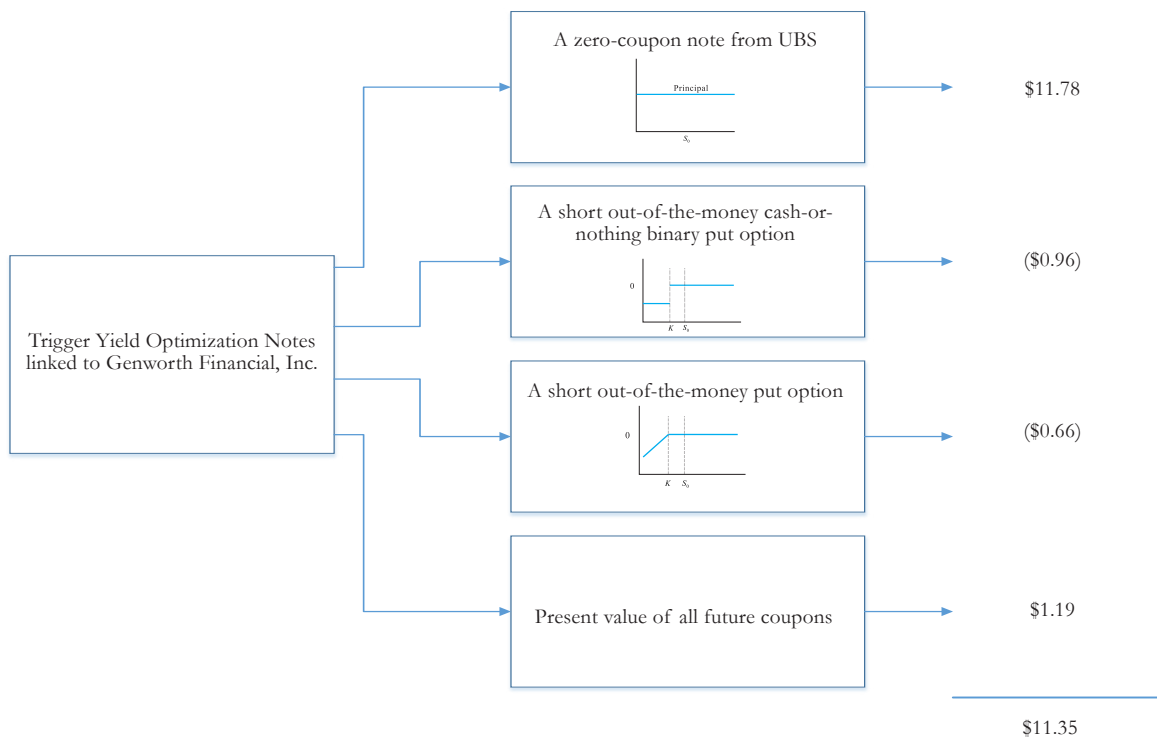 A zero-coupon note from UBS
Principal
S₀
$11.78
A short out-of-the-money cash-or-
nothing binary put option
0
K
S₀
($0.96)
Trigger Yield Optimization Notes
linked to Genworth Financial, Inc.
A short out-of-the-money put option
0
K
S₀
($0.66)
Present value of all future coupons
$1.19
$11.35